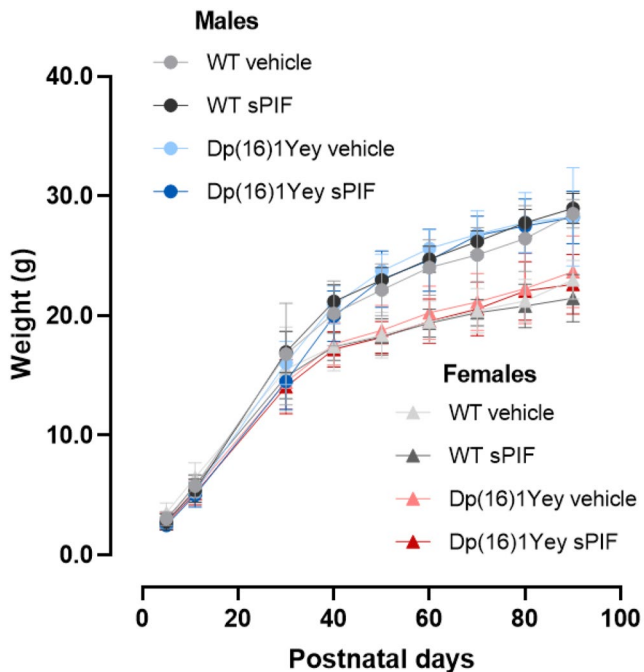 Males
WT vehicle
WT sPIF
Dp(16)1Yey vehicle
Dp(16)1Yey sPIF
40.0
30.0
20.0
10.0
0.0
Weight (g)
Females
WT vehicle
WT sPIF
Dp(16)1Yey vehicle
Dp(16)1Yey sPIF
0 20 40 60 80 100
Postnatal days